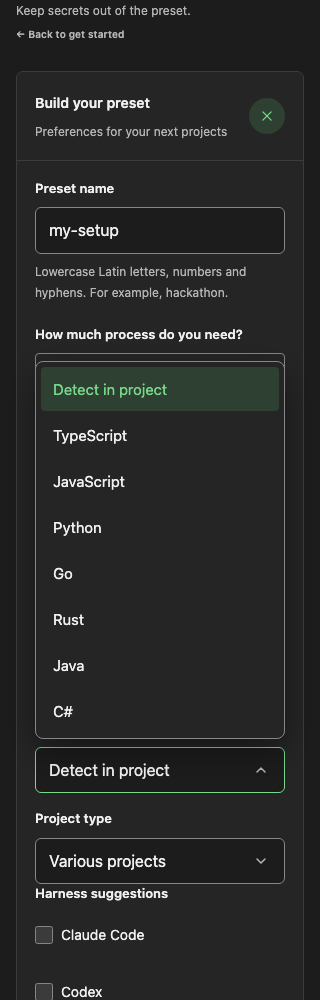 Keep secrets out of the preset.
← Back to get started
Build your preset
Preferences for your next projects
Preset name
my-setup
Lowercase Latin letters, numbers and
hyphens. For example, hackathon.
How much process do you need?
Detect in project
TypeScript
JavaScript
Python
Go
Rust
Java
C#
Detect in project
Project type
Various projects
Harness suggestions
Claude Code
Codex